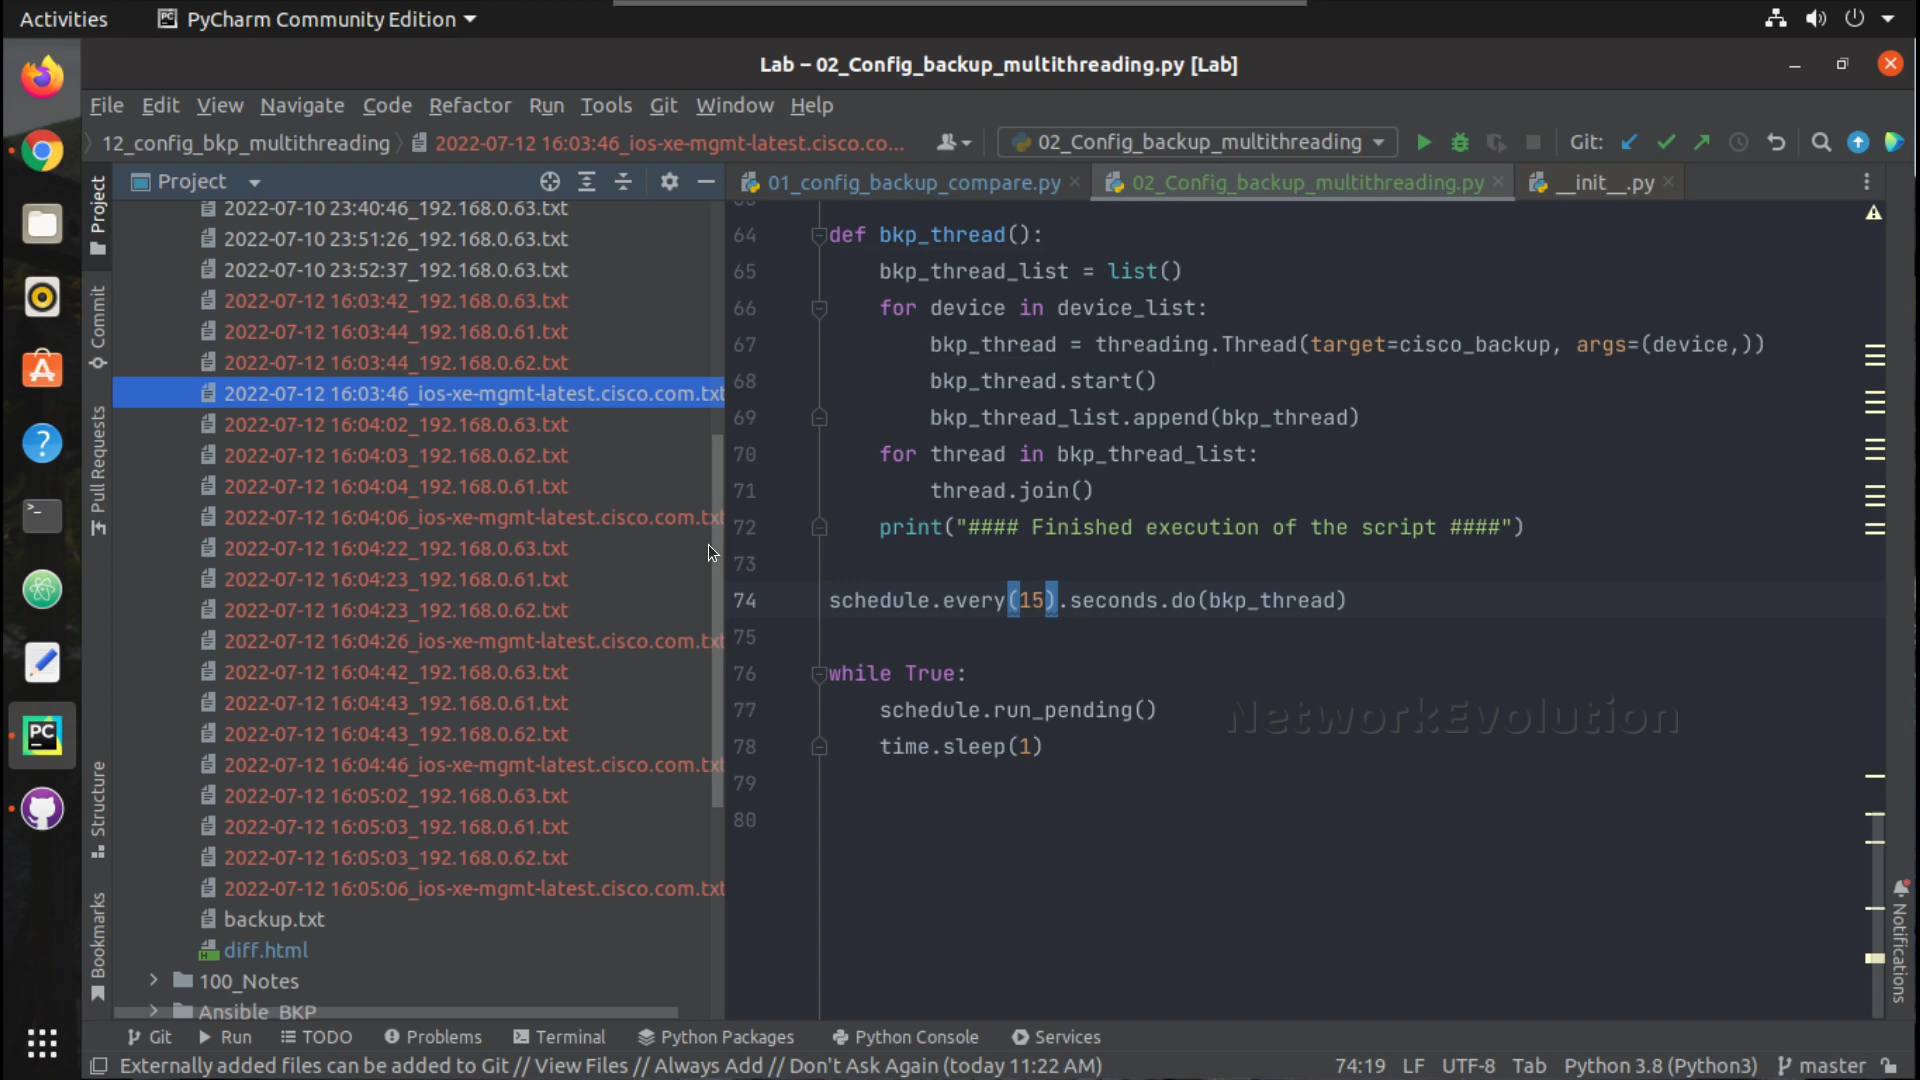 Activities
PyCharm Community Edition
Lab – 02_Config_backup_multithreading.py [Lab]
File Edit View Navigate Code Refactor Run Tools Git Window Help
12_config_bkp_multithreading 2022-07-12 16:03:46_ios-xe-mgmt-latest.cisco.co...
02_Config_backup_multithreading
Git:
Project
01_config_backup_compare.py
02_Config_backup_multithreading.py
__init__.py
Project
Commit
Pull Requests
Structure
Bookmarks
2022-07-10 23:40:46_192.168.0.63.txt
2022-07-10 23:51:26_192.168.0.63.txt
2022-07-10 23:52:37_192.168.0.63.txt
2022-07-12 16:03:42_192.168.0.63.txt
2022-07-12 16:03:44_192.168.0.61.txt
2022-07-12 16:03:44_192.168.0.62.txt
2022-07-12 16:03:46_ios-xe-mgmt-latest.cisco.com.txt
2022-07-12 16:04:02_192.168.0.63.txt
2022-07-12 16:04:03_192.168.0.62.txt
2022-07-12 16:04:04_192.168.0.61.txt
2022-07-12 16:04:06_ios-xe-mgmt-latest.cisco.com.txt
2022-07-12 16:04:22_192.168.0.63.txt
2022-07-12 16:04:23_192.168.0.61.txt
2022-07-12 16:04:23_192.168.0.62.txt
2022-07-12 16:04:26_ios-xe-mgmt-latest.cisco.com.txt
2022-07-12 16:04:42_192.168.0.63.txt
2022-07-12 16:04:43_192.168.0.61.txt
2022-07-12 16:04:43_192.168.0.62.txt
2022-07-12 16:04:46_ios-xe-mgmt-latest.cisco.com.txt
2022-07-12 16:05:02_192.168.0.63.txt
2022-07-12 16:05:03_192.168.0.61.txt
2022-07-12 16:05:03_192.168.0.62.txt
2022-07-12 16:05:06_ios-xe-mgmt-latest.cisco.com.txt
backup.txt
diff.html
100_Notes
Ansible_BKP
64 def bkp_thread():
65 bkp_thread_list = list()
66 for device in device_list:
67 bkp_thread = threading.Thread(target=cisco_backup, args=(device,))
68 bkp_thread.start()
69 bkp_thread_list.append(bkp_thread)
70 for thread in bkp_thread_list:
71 thread.join()
72 print("#### Finished execution of the script ####")
73
74 schedule.every(15).seconds.do(bkp_thread)
75
76 while True:
77 schedule.run_pending()
78 time.sleep(1)
79
80
NetworkEvolution
Notifications
Git Run TODO Problems Terminal Python Packages Python Console Services
Externally added files can be added to Git // View Files // Always Add // Don't Ask Again (today 11:22 AM)
74:19 LF UTF-8 Tab Python 3.8 (Python3) master